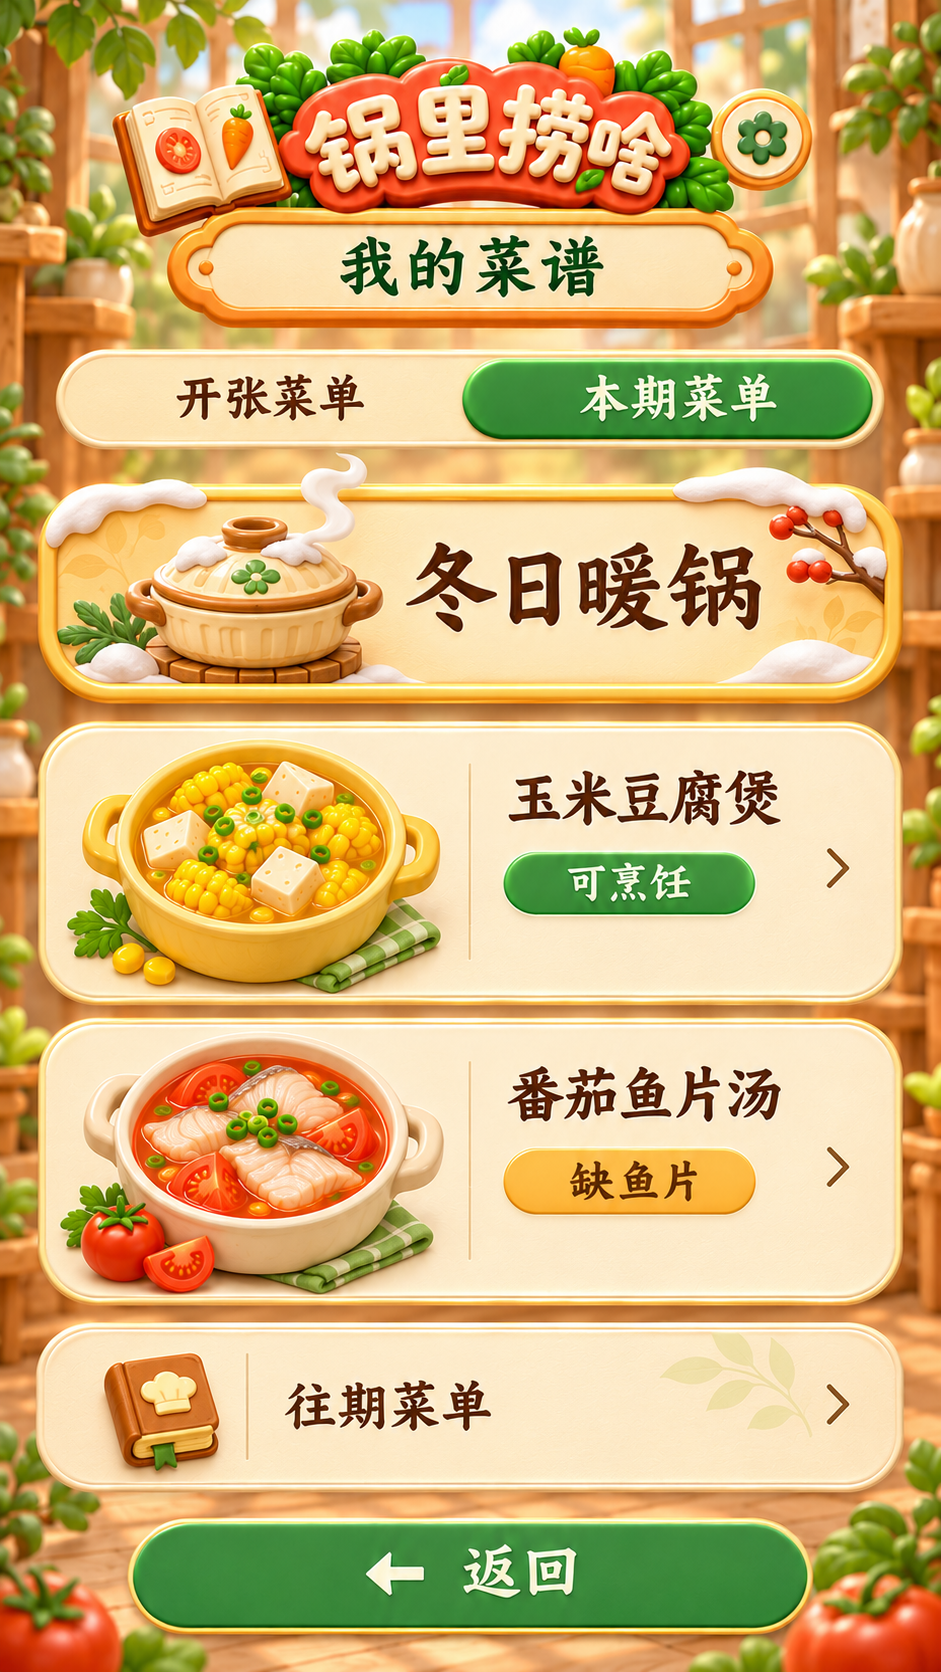 锅里捞啥
我的菜谱
开张菜单
本期菜单
冬日暖锅
玉米豆腐煲
可烹饪
番茄鱼片汤
缺鱼片
往期菜单
← 返回